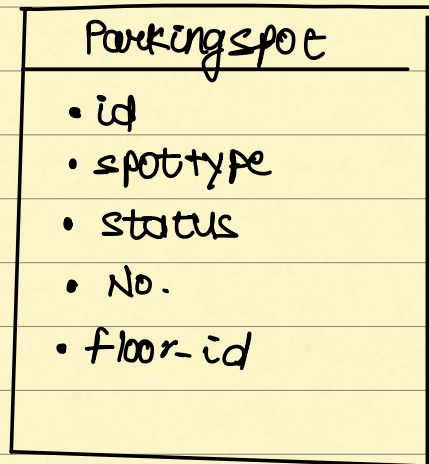 Parkingspot
• id
• spottype
• status
• No.
• floor-id